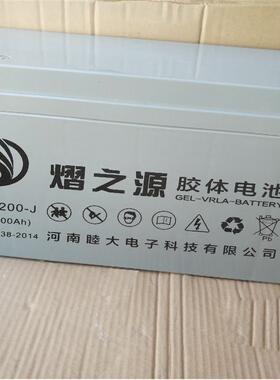 熠之源 胶体电池
GEL-VRLA-BATTERY
200-J
00Ah)
38-2014
Pb
河南睦大电子科技有限公司